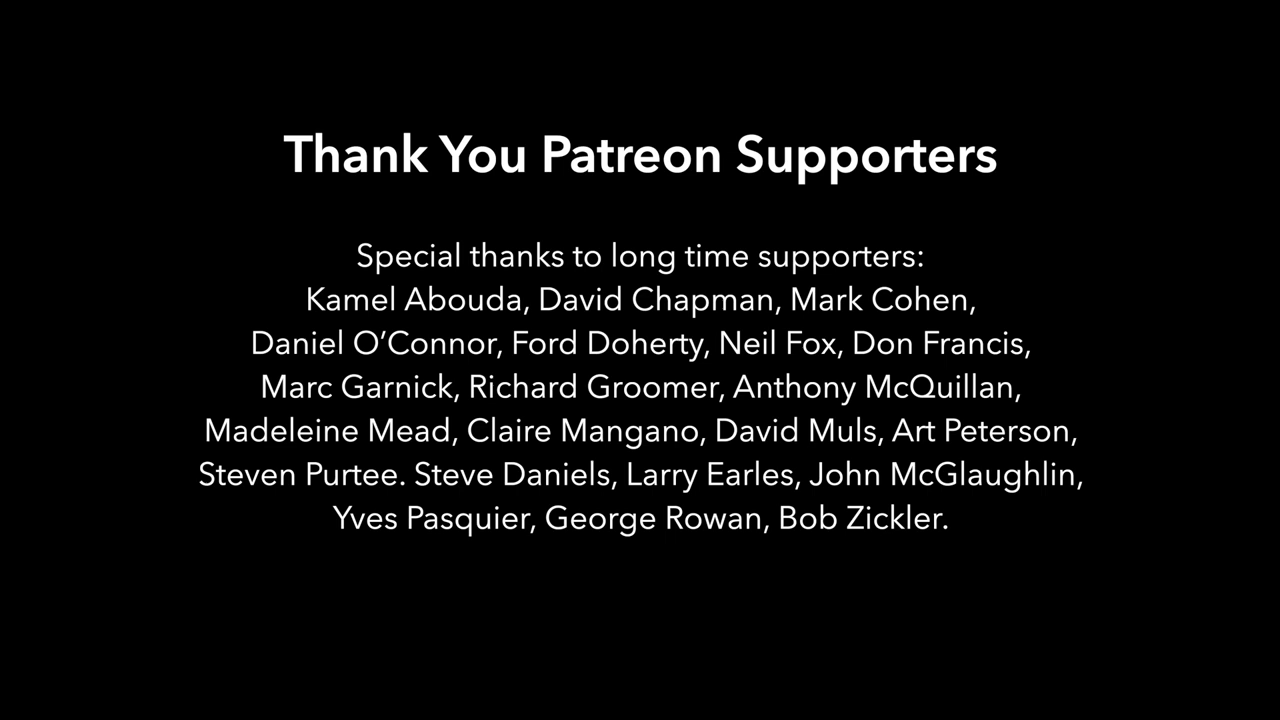 Thank You Patreon Supporters
Special thanks to long time supporters:
Kamel Abouda, David Chapman, Mark Cohen,
Daniel O’Connor, Ford Doherty, Neil Fox, Don Francis,
Marc Garnick, Richard Groomer, Anthony McQuillan,
Madeleine Mead, Claire Mangano, David Muls, Art Peterson,
Steven Purtee. Steve Daniels, Larry Earles, John McGlaughlin,
Yves Pasquier, George Rowan, Bob Zickler.